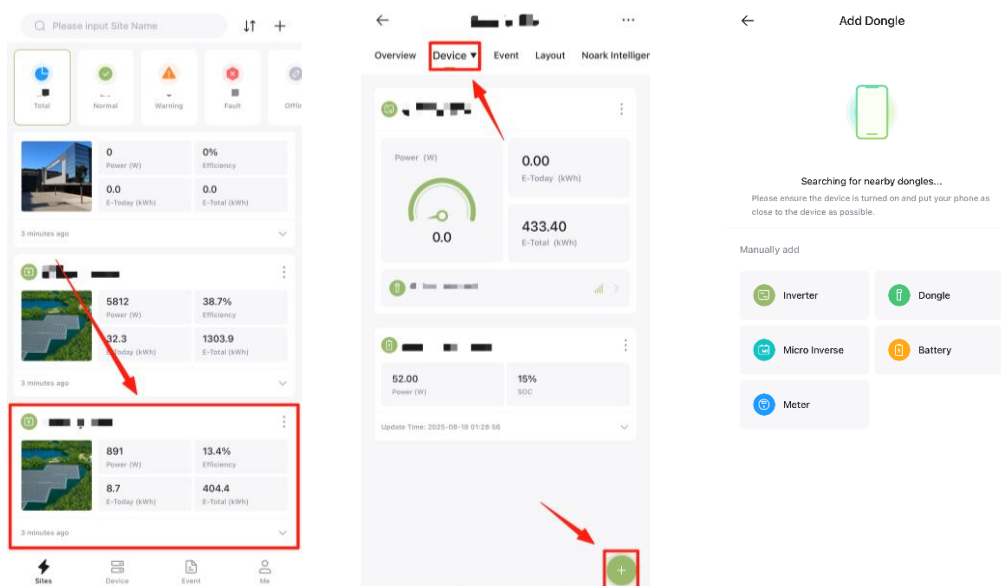 Please input Site Name
Total
Normal
Warning
Fault
0
Power (W)
0%
Efficiency
0.0
E-Today (kWh)
0.0
E-Total (kWh)
3 minutes ago
5812
Power (W)
38.7%
Efficiency
32.3
E-Today (kWh)
1303.9
E-Total (kWh)
3 minutes ago
891
Power (W)
13.4%
Efficiency
8.7
E-Today (kWh)
404.4
E-Total (kWh)
3 minutes ago
Sites
Device
Event
Me
Overview
Device ▼
Event
Layout
Noark Intelliger
Power (W)
0.0
0.00
E-Today (kWh)
433.40
E-Total (kWh)
52.00
Power (W)
15%
SOC
Update Time: 2025-08-18 01:28:56
Add Dongle
Searching for nearby dongles...
Please ensure the device is turned on and put your phone as
close to the device as possible.
Manually add
Inverter
Dongle
Micro Inverse
Battery
Meter